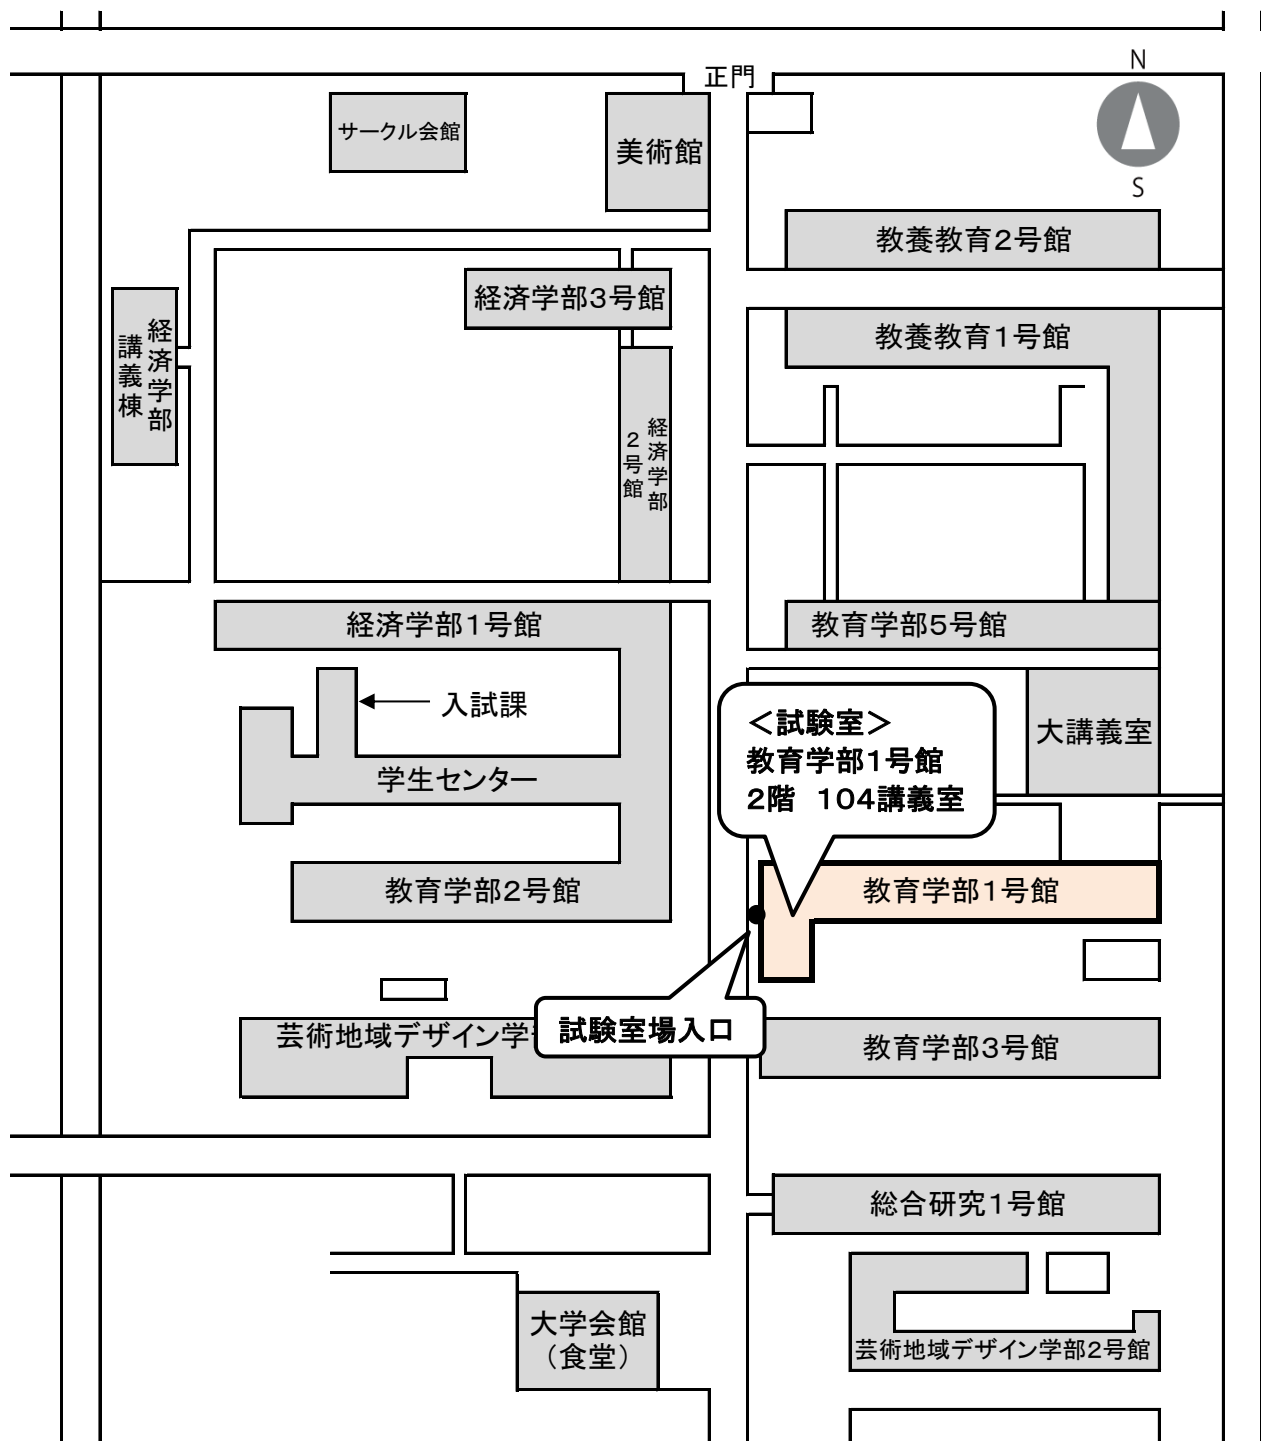 正門
N
S
サークル会館
美術館
教養教育2号館
経済学部3号館
教養教育1号館
経済学部
講義棟
経済学部
2号館
経済学部1号館
教育学部5号館
入試課
＜試験室＞
教育学部1号館
2階　104講義室
大講義室
学生センター
教育学部2号館
教育学部1号館
芸術地域デザイン学
試験室場入口
教育学部3号館
総合研究1号館
大学会館
（食堂）
芸術地域デザイン学部2号館